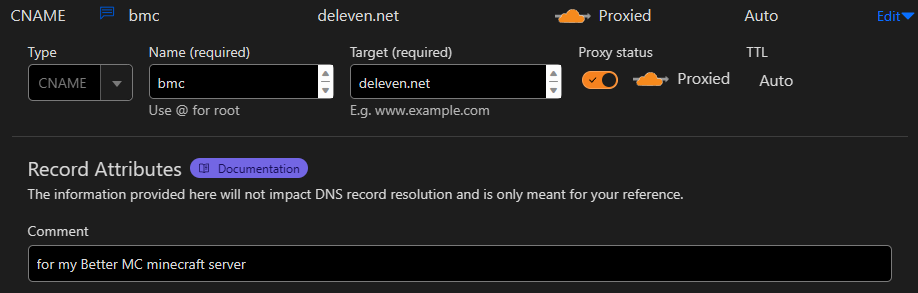 CNAME bmc deleven.net Proxied Auto Edit
Type Name (required) Target (required) Proxy status TTL
CNAME bmc deleven.net Proxied Auto
Use @ for root E.g. www.example.com
Record Attributes Documentation
The information provided here will not impact DNS record resolution and is only meant for your reference.
Comment
for my Better MC minecraft server